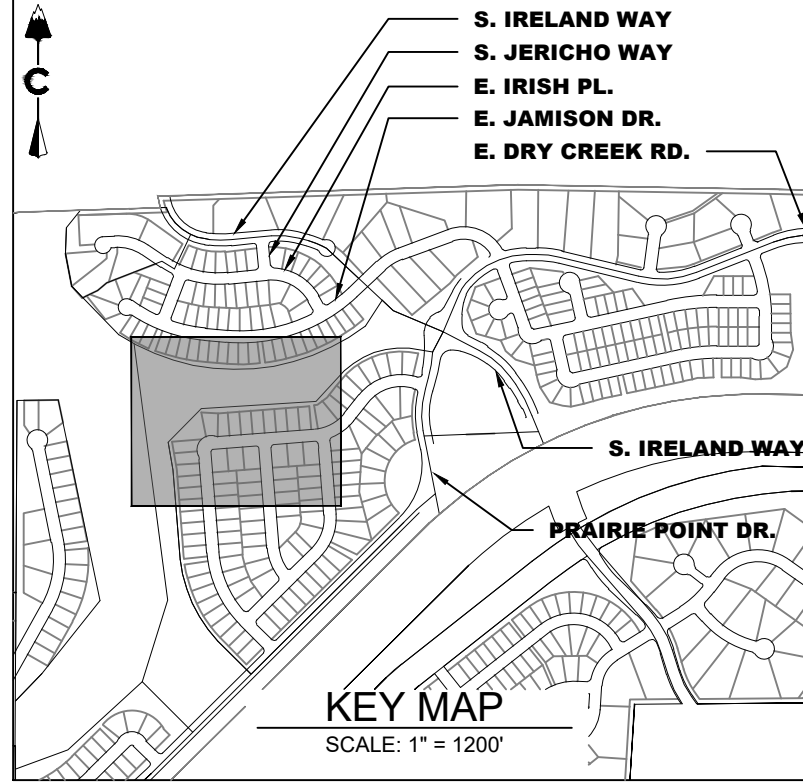 S. IRELAND WAY
S. JERICHO WAY
E. IRISH PL.
E. JAMISON DR.
E. DRY CREEK RD.
C
S. IRELAND WAY
PRAIRIE POINT DR.
KEY MAP
SCALE: 1" = 1200'